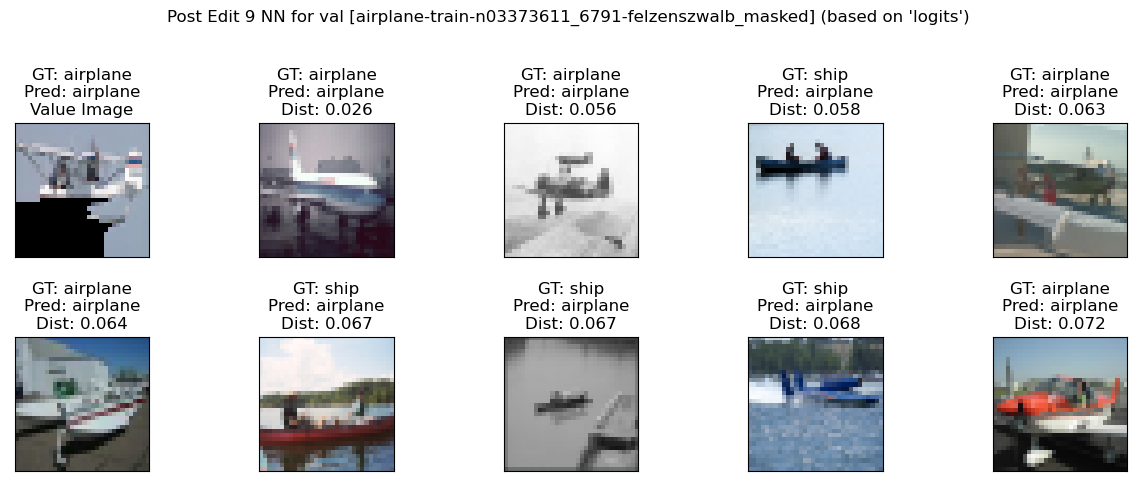 Post Edit 9 NN for val [airplane-train-n03373611_6791-felzenszwalb_masked] (based on 'logits')
GT: airplane
Pred: airplane
Value Image
GT: airplane
Pred: airplane
Dist: 0.026
GT: airplane
Pred: airplane
Dist: 0.056
GT: ship
Pred: airplane
Dist: 0.058
GT: airplane
Pred: airplane
Dist: 0.063
GT: airplane
Pred: airplane
Dist: 0.064
GT: ship
Pred: airplane
Dist: 0.067
GT: ship
Pred: airplane
Dist: 0.067
GT: ship
Pred: airplane
Dist: 0.068
GT: airplane
Pred: airplane
Dist: 0.072